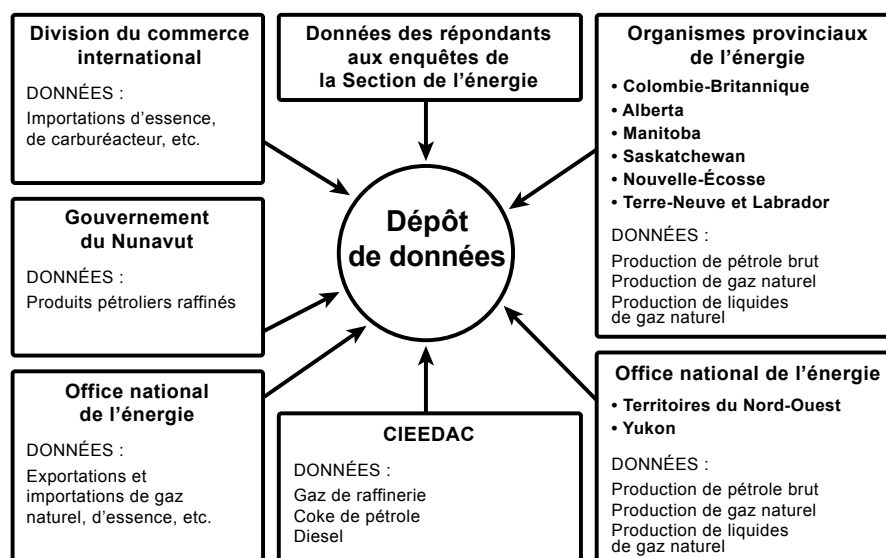 Division du commerce
international
DONNÉES :
Importations d’essence,
de carburéacteur, etc.
Données des répondants
aux enquêtes de
la Section de l’énergie
Organismes provinciaux
de l’énergie
• Colombie-Britannique
• Alberta
• Manitoba
• Saskatchewan
• Nouvelle-Écosse
• Terre-Neuve et Labrador
DONNÉES :
Production de pétrole brut
Production de gaz naturel
Production de liquides
de gaz naturel
Gouvernement
du Nunavut
DONNÉES :
Produits pétroliers raffinés
Dépôt
de données
Office national
de l’énergie
DONNÉES :
Exportations et
importations de gaz
naturel, d’essence, etc.
CIEEDAC
DONNÉES :
Gaz de raffinerie
Coke de pétrole
Diesel
Office national de l’énergie
• Territoires du Nord-Ouest
• Yukon
DONNÉES :
Production de pétrole brut
Production de gaz naturel
Production de liquides
de gaz naturel